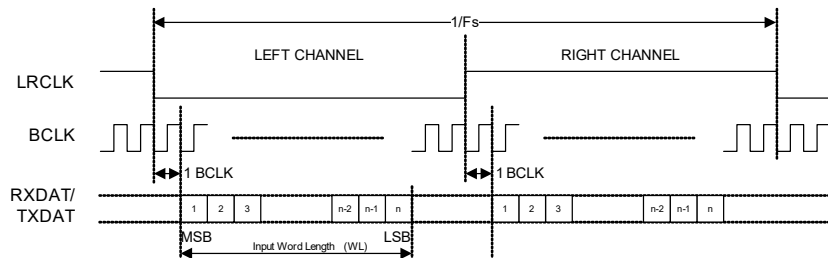 1/Fs
LEFT CHANNEL RIGHT CHANNEL
LRCLK
BCLK
1 BCLK 1 BCLK
RXDAT/
TXDAT
1 2 3 n-2 n-1 n 1 2 3 n-2 n-1 n
MSB LSB
Input Word Length (WL)